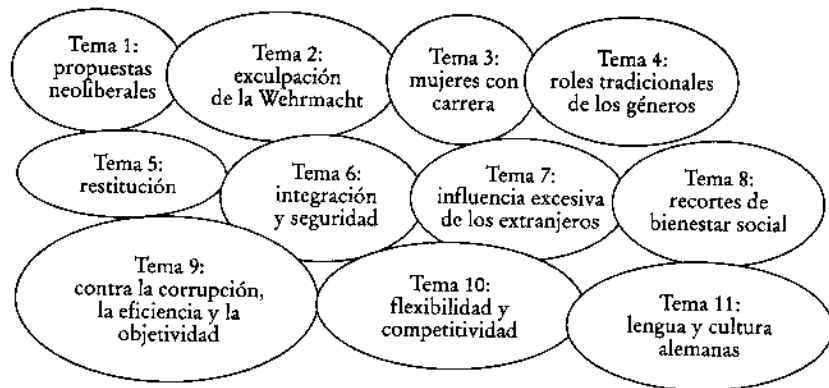 Tema 1:
propuestas
neoliberales
Tema 2:
exculpación
de la Wehrmacht
Tema 3:
mujeres con
carrera
Tema 4:
roles tradicionales
de los géneros
Tema 5:
restitución
Tema 6:
integración
y seguridad
Tema 7:
influencia excesiva
de los extranjeros
Tema 8:
recortes de
bienestar social
Tema 9:
contra la corrupción,
la eficiencia y la
objetividad
Tema 10:
flexibilidad y
competitividad
Tema 11:
lengua y cultura
alemanas